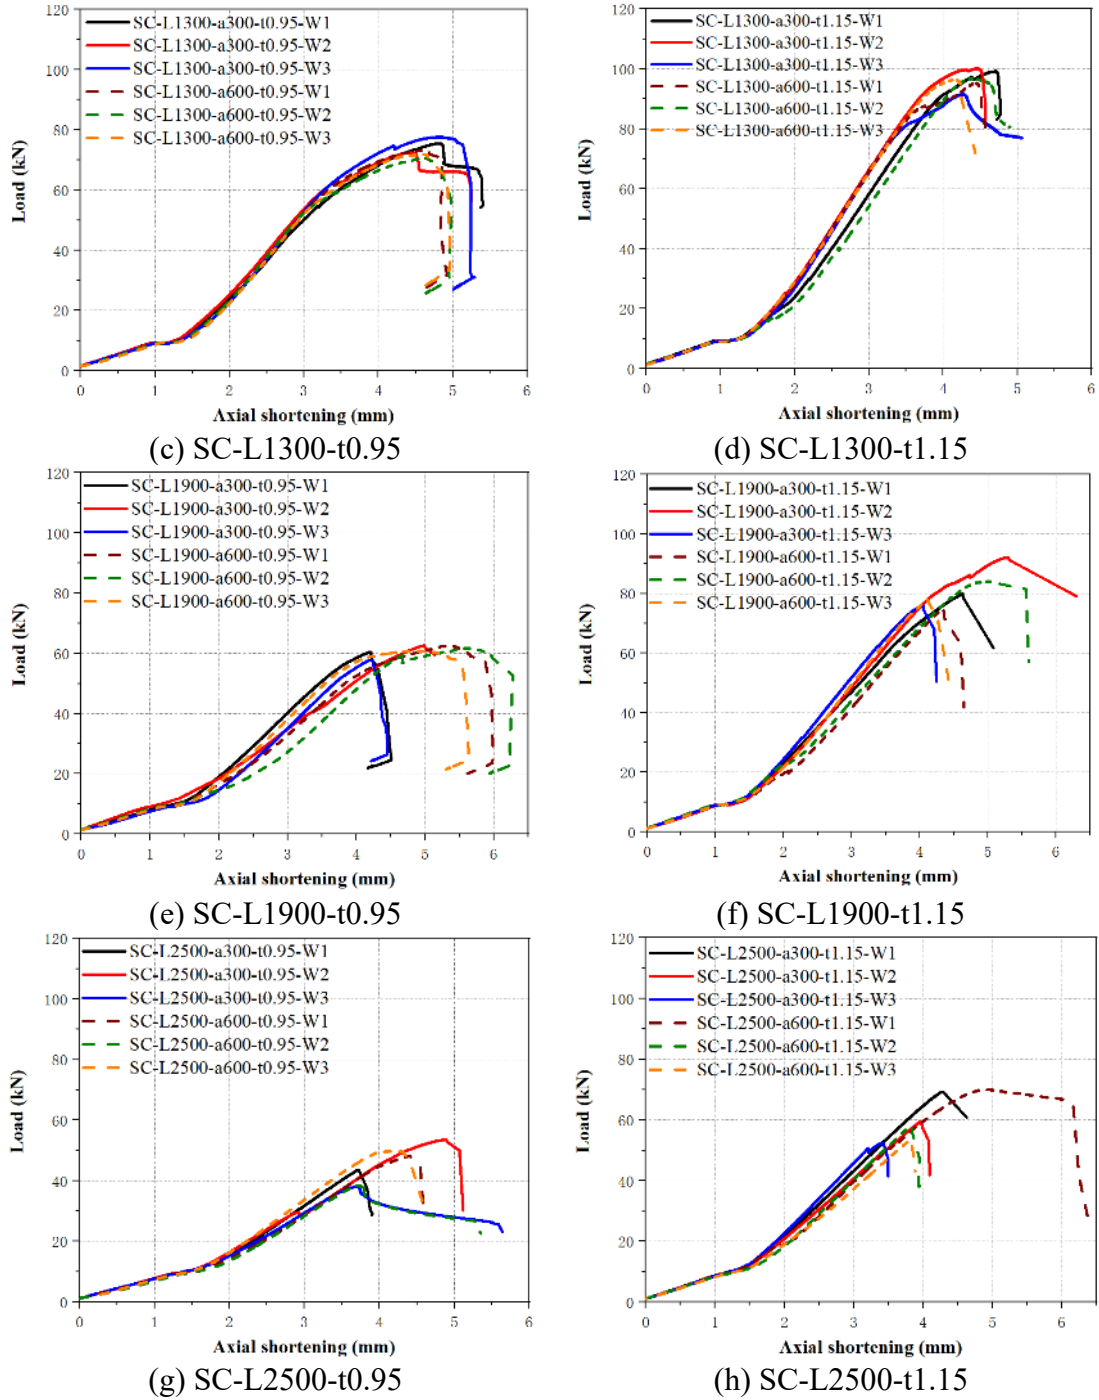 120
100
80
60
40
20
0
Load (kN)
SC-L1300-a300-t0.95-W1
SC-L1300-a300-t0.95-W2
SC-L1300-a300-t0.95-W3
SC-L1300-a600-t0.95-W1
SC-L1300-a600-t0.95-W2
SC-L1300-a600-t0.95-W3
0 1 2 3 4 5 6
Axial shortening (mm)
(c) SC-L1300-t0.95
120
100
80
60
40
20
0
Load (kN)
SC-L1300-a300-t1.15-W1
SC-L1300-a300-t1.15-W2
SC-L1300-a300-t1.15-W3
SC-L1300-a600-t1.15-W1
SC-L1300-a600-t1.15-W2
SC-L1300-a600-t1.15-W3
0 1 2 3 4 5 6
Axial shortening (mm)
(d) SC-L1300-t1.15
120
100
80
60
40
20
0
Load (kN)
SC-L1900-a300-t0.95-W1
SC-L1900-a300-t0.95-W2
SC-L1900-a300-t0.95-W3
SC-L1900-a600-t0.95-W1
SC-L1900-a600-t0.95-W2
SC-L1900-a600-t0.95-W3
0 1 2 3 4 5 6
Axial shortening (mm)
(e) SC-L1900-t0.95
120
100
80
60
40
20
0
Load (kN)
SC-L1900-a300-t1.15-W1
SC-L1900-a300-t1.15-W2
SC-L1900-a300-t1.15-W3
SC-L1900-a600-t1.15-W1
SC-L1900-a600-t1.15-W2
SC-L1900-a600-t1.15-W3
0 1 2 3 4 5 6
Axial shortening (mm)
(f) SC-L1900-t1.15
120
100
80
60
40
20
0
Load (kN)
SC-L2500-a300-t0.95-W1
SC-L2500-a300-t0.95-W2
SC-L2500-a300-t0.95-W3
SC-L2500-a600-t0.95-W1
SC-L2500-a600-t0.95-W2
SC-L2500-a600-t0.95-W3
0 1 2 3 4 5 6
Axial shortening (mm)
(g) SC-L2500-t0.95
120
100
80
60
40
20
0
Load (kN)
SC-L2500-a300-t1.15-W1
SC-L2500-a300-t1.15-W2
SC-L2500-a300-t1.15-W3
SC-L2500-a600-t1.15-W1
SC-L2500-a600-t1.15-W2
SC-L2500-a600-t1.15-W3
0 1 2 3 4 5 6
Axial shortening (mm)
(h) SC-L2500-t1.15